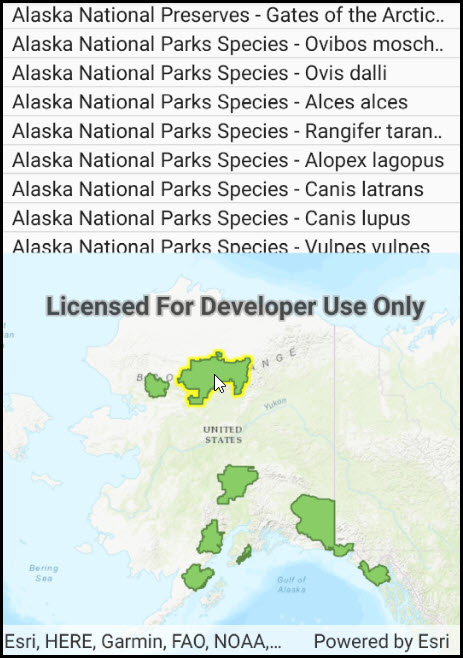 Alaska National Preserves - Gates of the Arctic..
Alaska National Parks Species - Ovibos mosch..
Alaska National Parks Species - Ovis dalli
Alaska National Parks Species - Alces alces
Alaska National Parks Species - Rangifer taran..
Alaska National Parks Species - Alopex lagopus
Alaska National Parks Species - Canis latrans
Alaska National Parks Species - Canis lupus
Alaska National Parks Species - Vulpes vulpes
Licensed For Developer Use Only
RANGE
Yukon
UNITED
STATES
Bering
Sea
Gulf of
Alaska
Esri, HERE, Garmin, FAO, NOAA,...
Powered by Esri